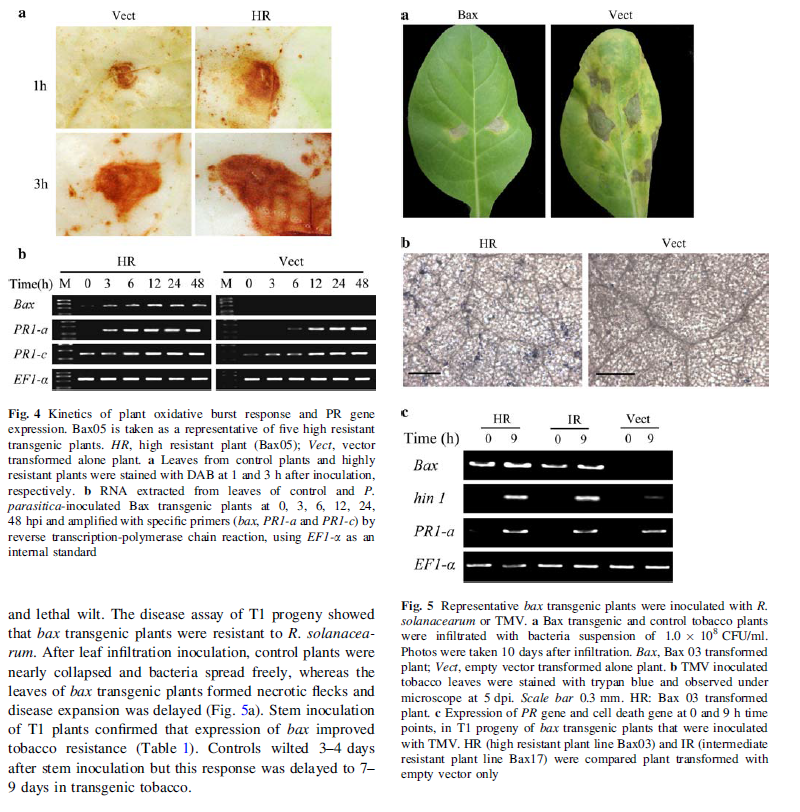 a
Vect HR
1h
3h
b
HR Vect
Time(h) M 0 3 6 12 24 48 M 0 3 6 12 24 48
Bax
PR1-a
PR1-c
EF1-α
Fig. 4 Kinetics of plant oxidative burst response and PR gene
expression. Bax05 is taken as a representative of five high resistant
transgenic plants. HR, high resistant plant (Bax05); Vect, vector
transformed alone plant. a Leaves from control plants and highly
resistant plants were stained with DAB at 1 and 3 h after inoculation,
respectively. b RNA extracted from leaves of control and P.
parasitica-inoculated Bax transgenic plants at 0, 3, 6, 12, 24,
48 hpi and amplified with specific primers (bax, PR1-a and PR1-c) by
reverse transcription-polymerase chain reaction, using EF1-α as an
internal standard
and lethal wilt. The disease assay of T1 progeny showed
that bax transgenic plants were resistant to R. solanacea-
rum. After leaf infiltration inoculation, control plants were
nearly collapsed and bacteria spread freely, whereas the
leaves of bax transgenic plants formed necrotic flecks and
disease expansion was delayed (Fig. 5a). Stem inoculation
of T1 plants confirmed that expression of bax improved
tobacco resistance (Table 1). Controls wilted 3–4 days
after stem inoculation but this response was delayed to 7–
9 days in transgenic tobacco.
a
Bax Vect
b
HR Vect
c
HR IR Vect
Time (h) 0 9 0 9 0 9
Bax
hin 1
PR1-a
EF1-α
Fig. 5 Representative bax transgenic plants were inoculated with R.
solanacearum or TMV. a Bax transgenic and control tobacco plants
were infiltrated with bacteria suspension of 1.0 × 10⁸ CFU/ml.
Photos were taken 10 days after infiltration. Bax, Bax 03 transformed
plant; Vect, empty vector transformed alone plant. b TMV inoculated
tobacco leaves were stained with trypan blue and observed under
microscope at 5 dpi. Scale bar 0.3 mm. HR: Bax 03 transformed
plant. c Expression of PR gene and cell death gene at 0 and 9 h time
points, in T1 progeny of bax transgenic plants that were inoculated
with TMV. HR (high resistant plant line Bax03) and IR (intermediate
resistant plant line Bax17) were compared plant transformed with
empty vector only